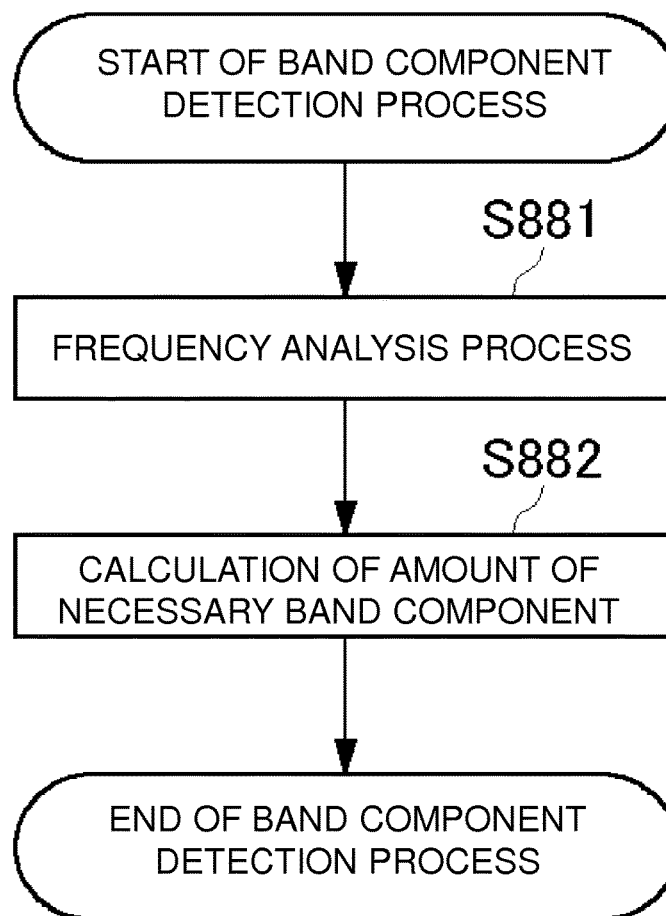 START OF BAND COMPONENT
DETECTION PROCESS
S881
FREQUENCY ANALYSIS PROCESS
S882
CALCULATION OF AMOUNT OF
NECESSARY BAND COMPONENT
END OF BAND COMPONENT
DETECTION PROCESS